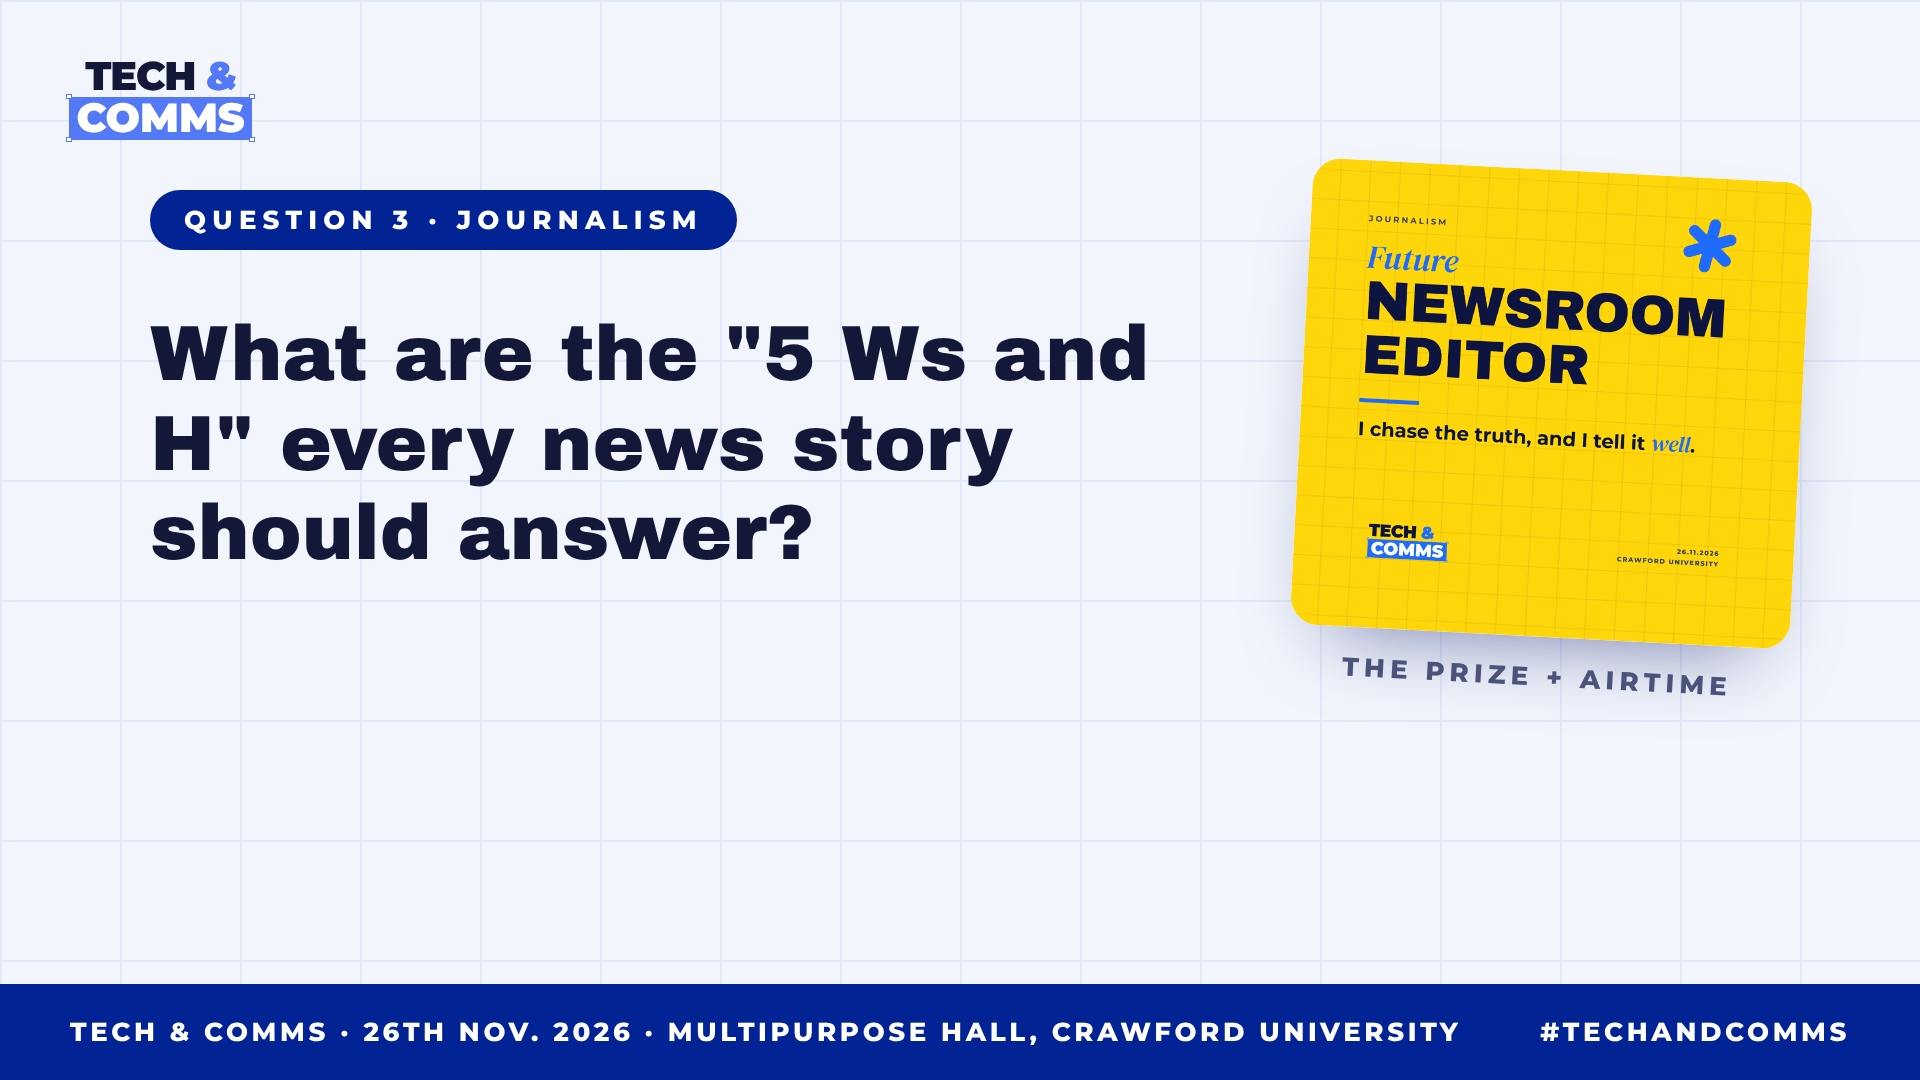 TECH &
COMMS
QUESTION 3 · JOURNALISM
What are the "5 Ws and
H" every news story
should answer?
JOURNALISM
Future
NEWSROOM
EDITOR
I chase the truth, and I tell it well.
TECH &
COMMS
26.11.2026
CRAWFORD UNIVERSITY
THE PRIZE + AIRTIME
TECH & COMMS · 26TH NOV. 2026 · MULTIPURPOSE HALL, CRAWFORD UNIVERSITY
#TECHANDCOMMS